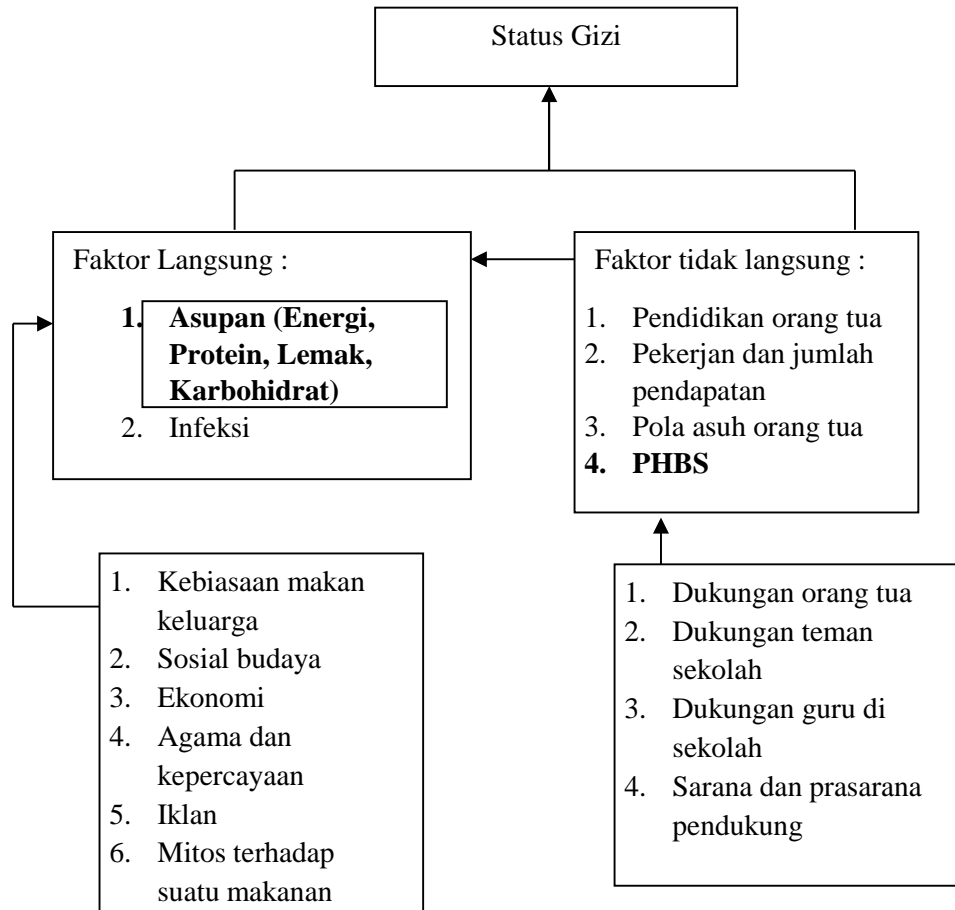 Status Gizi
Faktor Langsung :
1. Asupan (Energi,
Protein, Lemak,
Karbohidrat)
2. Infeksi
Faktor tidak langsung :
1. Pendidikan orang tua
2. Pekerjan dan jumlah
pendapatan
3. Pola asuh orang tua
4. PHBS
1. Kebiasaan makan
keluarga
2. Sosial budaya
3. Ekonomi
4. Agama dan
kepercayaan
5. Iklan
6. Mitos terhadap
suatu makanan
1. Dukungan orang tua
2. Dukungan teman
sekolah
3. Dukungan guru di
sekolah
4. Sarana dan prasarana
pendukung